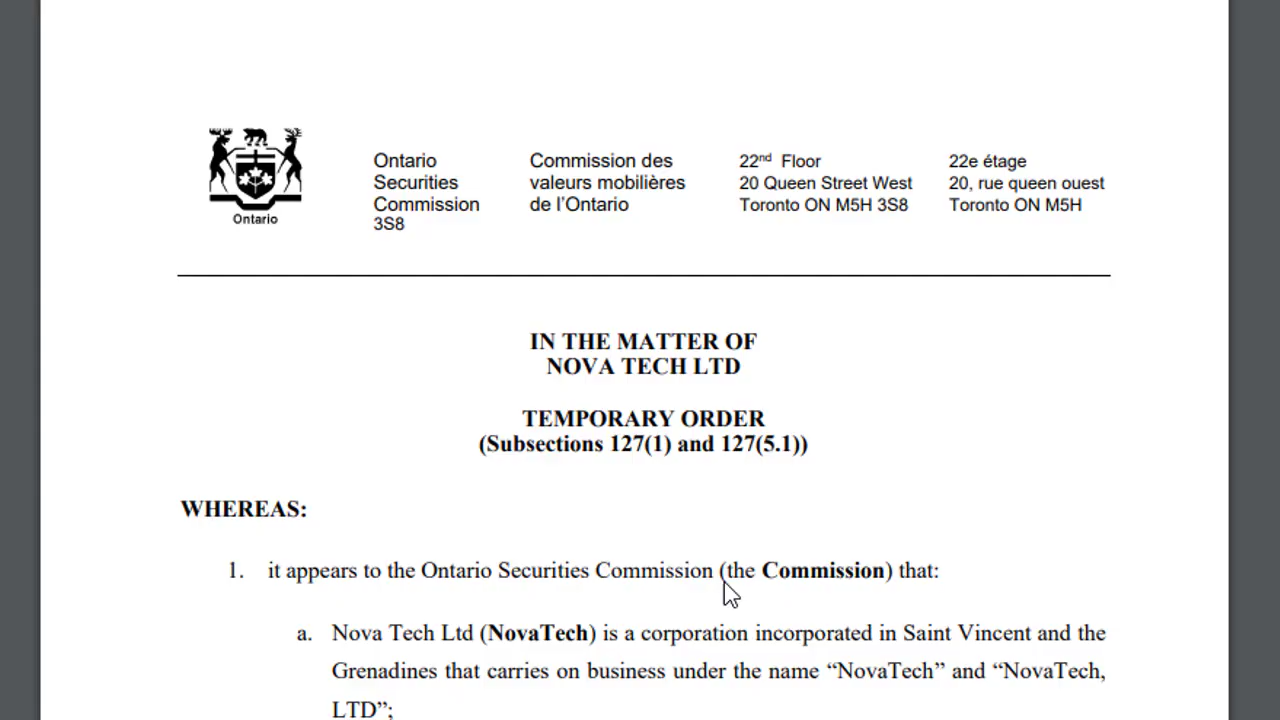 Ontario
Ontario
Securities
Commission
3S8
Commission des
valeurs mobilières
de l’Ontario
22nd Floor
20 Queen Street West
Toronto ON M5H 3S8
22e étage
20, rue queen ouest
Toronto ON M5H
IN THE MATTER OF
NOVA TECH LTD
TEMPORARY ORDER
(Subsections 127(1) and 127(5.1))
WHEREAS:
1. it appears to the Ontario Securities Commission (the Commission) that:
a. Nova Tech Ltd (NovaTech) is a corporation incorporated in Saint Vincent and the
Grenadines that carries on business under the name “NovaTech” and “NovaTech,
LTD”;